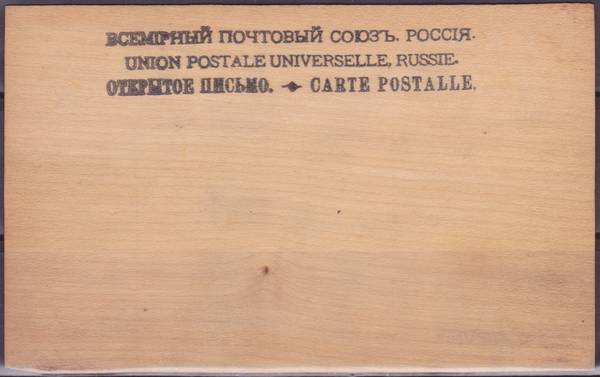 ВСЕМІРНЫЙ ПОЧТОВЫЙ СОЮЗЪ. РОССІЯ.
UNION POSTALE UNIVERSELLE, RUSSIE.
ОТКРЫТОЕ ПИСЬМО. CARTE POSTALLE.